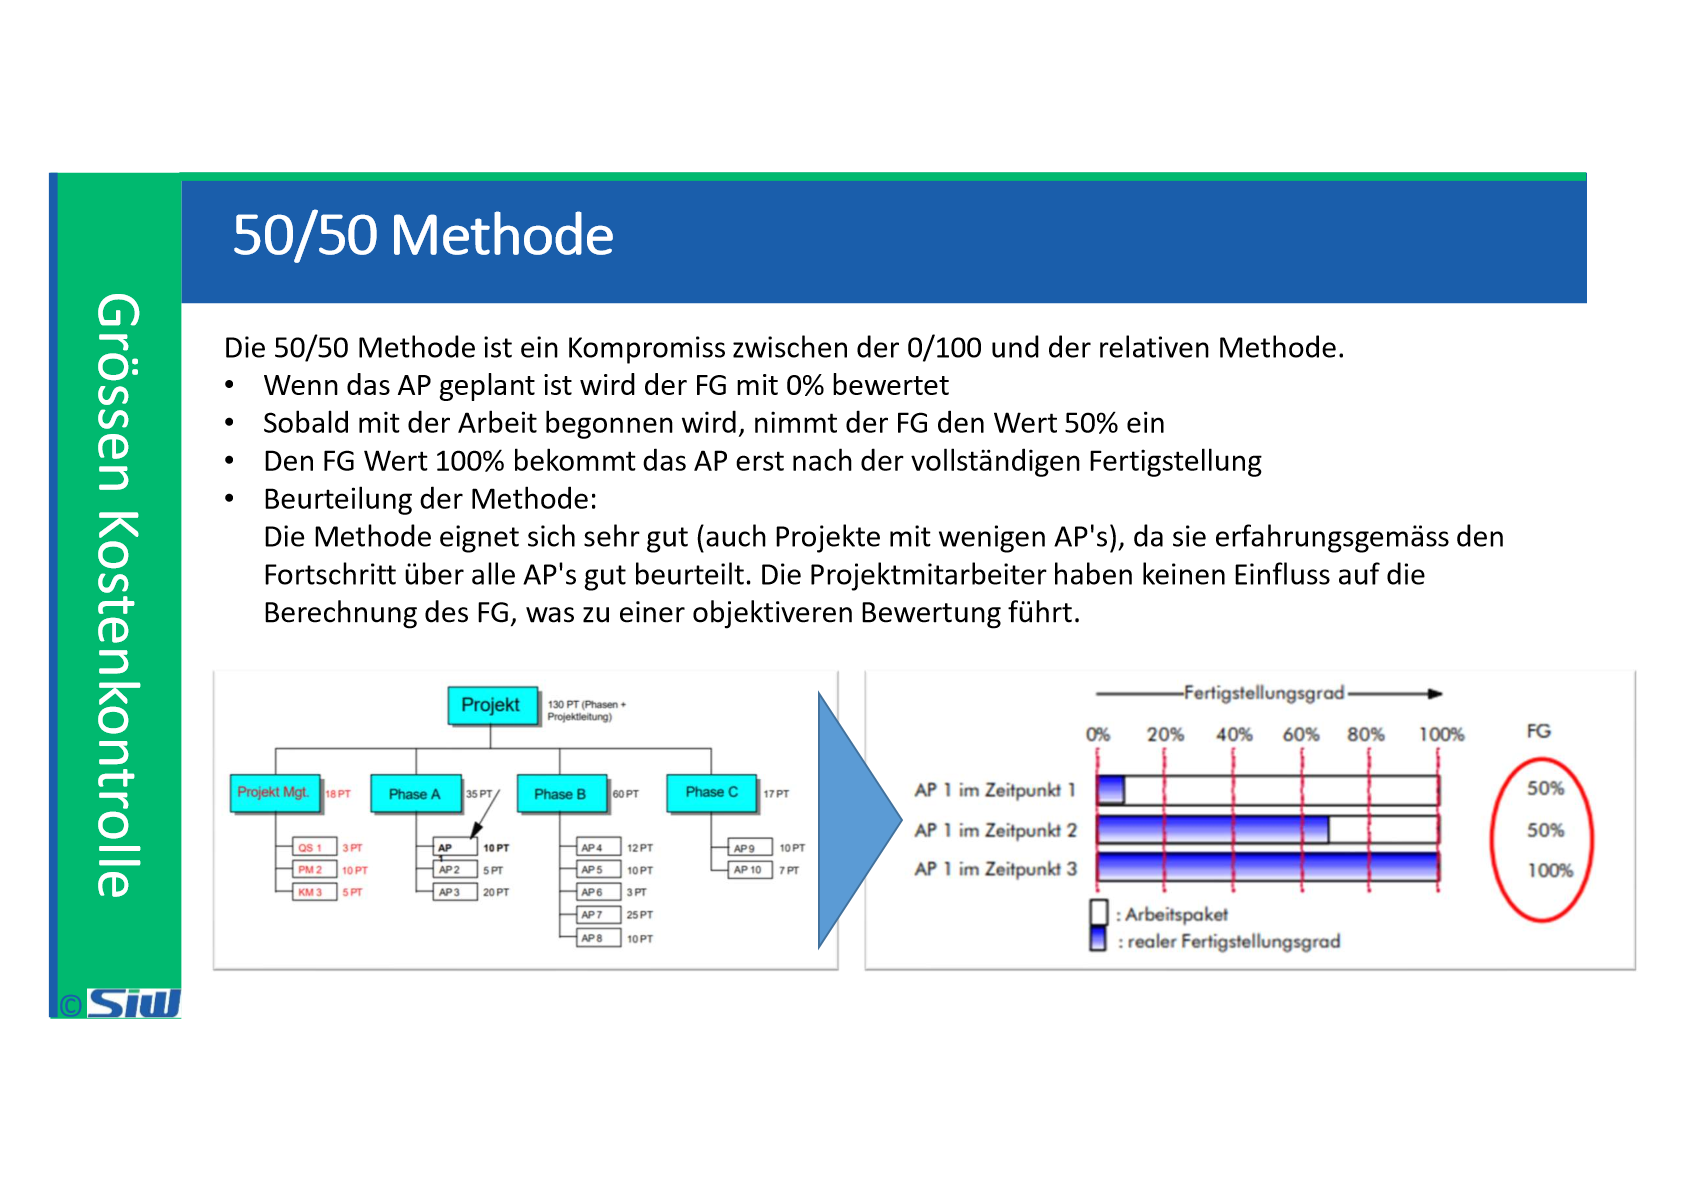 50/50 Methode
Grössen Kostenkontrolle
Die 50/50 Methode ist ein Kompromiss zwischen der 0/100 und der relativen Methode.
• Wenn das AP geplant ist wird der FG mit 0% bewertet
• Sobald mit der Arbeit begonnen wird, nimmt der FG den Wert 50% ein
• Den FG Wert 100% bekommt das AP erst nach der vollständigen Fertigstellung
• Beurteilung der Methode:
Die Methode eignet sich sehr gut (auch Projekte mit wenigen AP's), da sie erfahrungsgemäss den
Fortschritt über alle AP's gut beurteilt. Die Projektmitarbeiter haben keinen Einfluss auf die
Berechnung des FG, was zu einer objektiveren Bewertung führt.
Projekt
130 PT (Phasen +
Projektleitung)
Projekt Mgt. 18 PT
QS 1 3 PT
PM 2 10 PT
KM 3 5 PT
Phase A 35 PT
AP 10 PT
1
AP 2 5 PT
AP 3 20 PT
Phase B 60 PT
AP 4 12 PT
AP 5 10 PT
AP 6 3 PT
AP 7 25 PT
AP 8 10 PT
Phase C 17 PT
AP 9 10 PT
AP 10 7 PT
Fertigstellungsgrad
0% 20% 40% 60% 80% 100% FG
AP 1 im Zeitpunkt 1 50%
AP 1 im Zeitpunkt 2 50%
AP 1 im Zeitpunkt 3 100%
: Arbeitspaket
: realer Fertigstellungsgrad
© SiW